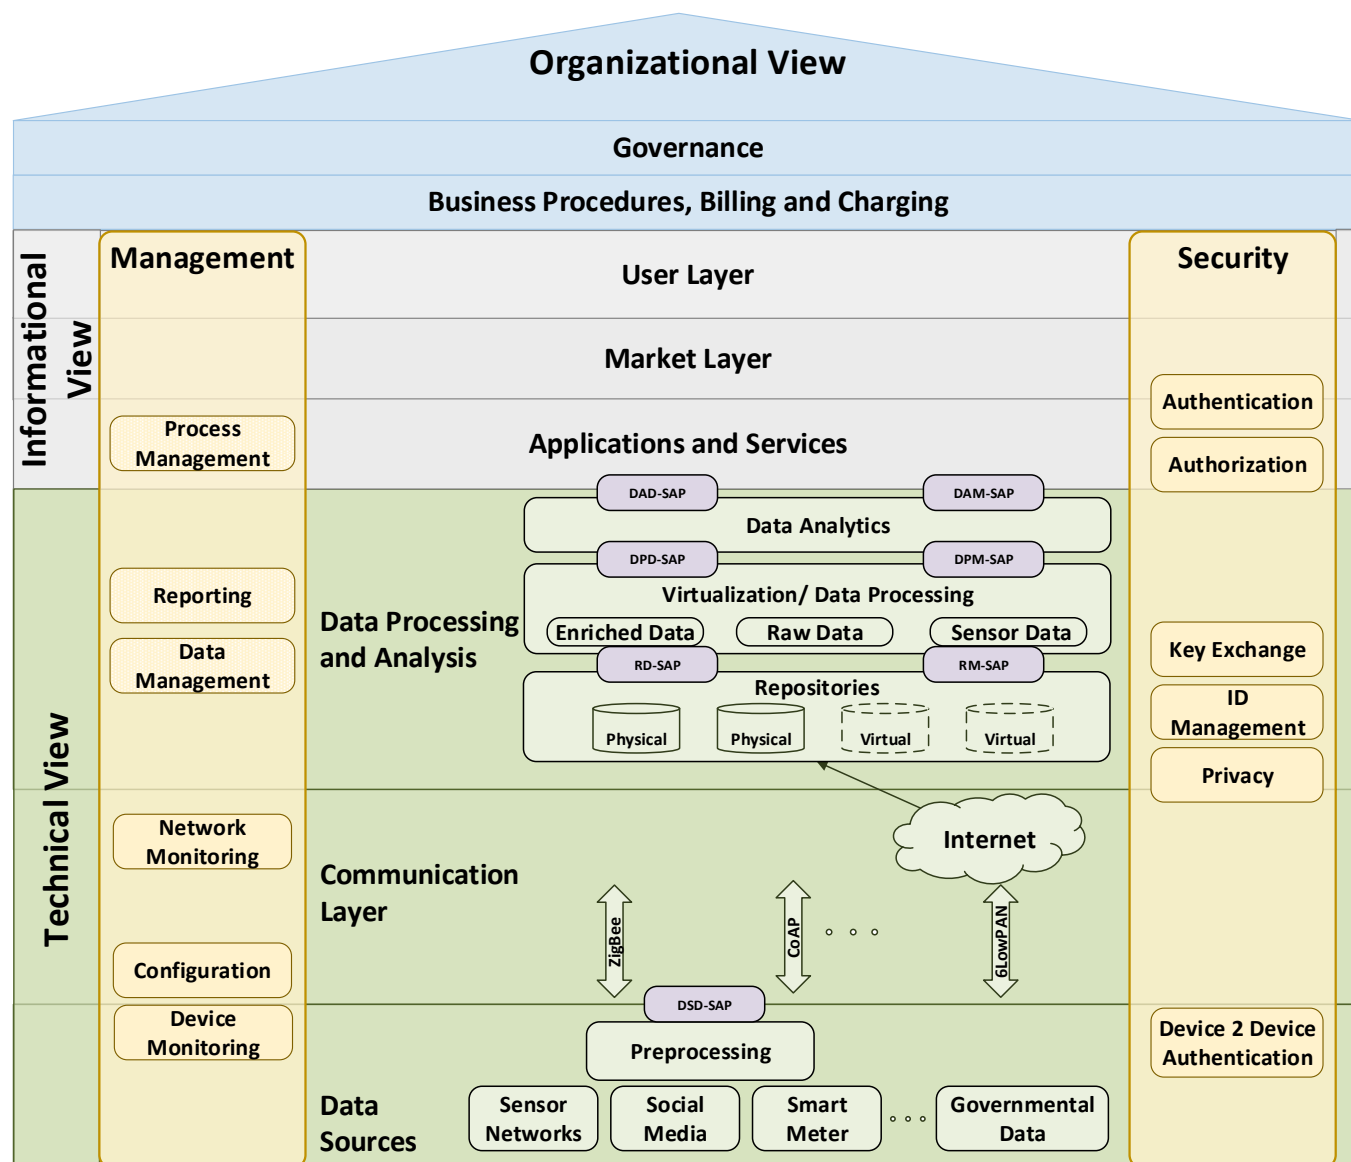 Organizational View
Governance
Business Procedures, Billing and Charging
Informational
View
Management
Security
User Layer
Market Layer
Authentication
Process
Management
Applications and Services
Authorization
Technical View
DAD-SAP
DAM-SAP
Data Analytics
DPD-SAP
DPM-SAP
Reporting
Data Processing
and Analysis
Virtualization/ Data Processing
Enriched Data
Raw Data
Sensor Data
Key Exchange
Data
Management
RD-SAP
RM-SAP
Repositories
ID
Management
Physical
Physical
Virtual
Virtual
Privacy
Network
Monitoring
Internet
Communication
Layer
ZigBee
CoAP
6LowPAN
Configuration
DSD-SAP
Device
Monitoring
Preprocessing
Device 2 Device
Authentication
Data
Sources
Sensor
Networks
Social
Media
Smart
Meter
Governmental
Data